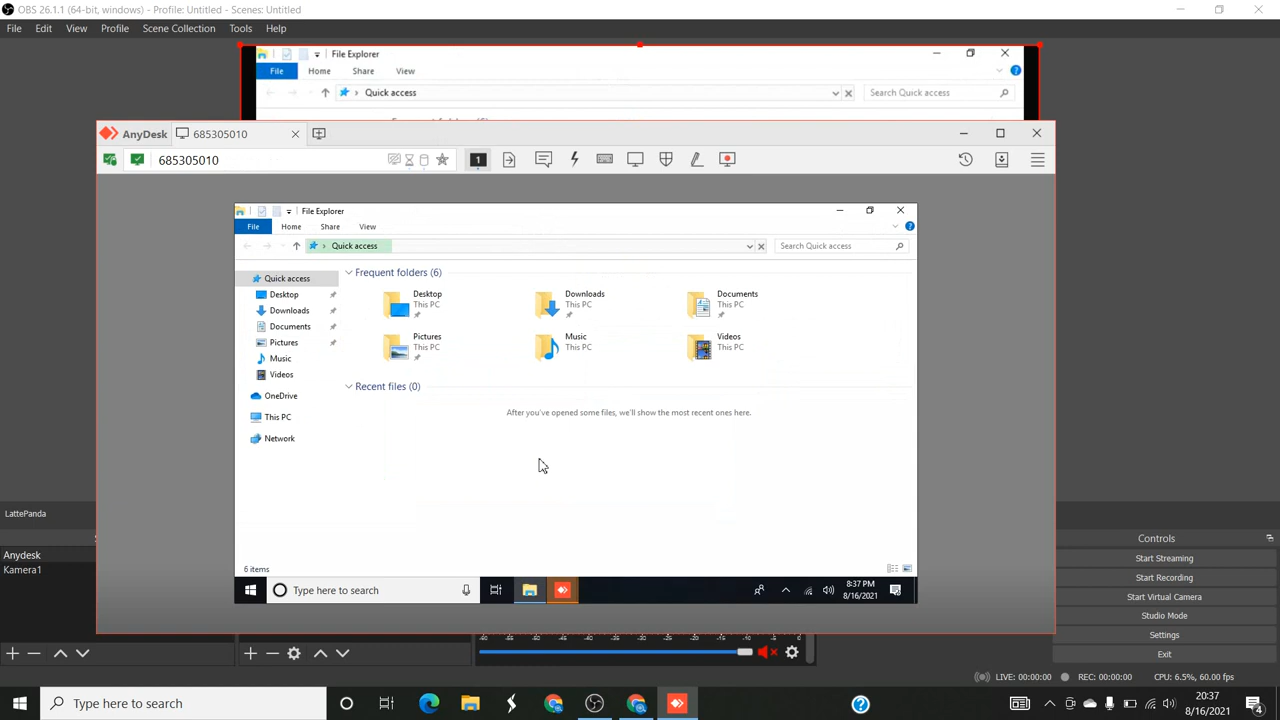 OBS 26.1.1 (64-bit, windows) - Profile: Untitled - Scenes: Untitled
File Edit View Profile Scene Collection Tools Help
File Explorer
File Home Share View
Quick access
Search Quick access
AnyDesk 685305010
685305010
1
File Explorer
File Home Share View
Quick access
Search Quick access
Quick access
Desktop
Downloads
Documents
Pictures
Music
Videos
OneDrive
This PC
Network
Frequent folders (6)
Desktop
This PC
Downloads
This PC
Documents
This PC
Pictures
This PC
Music
This PC
Videos
This PC
Recent files (0)
After you've opened some files, we'll show the most recent ones here.
6 items
Type here to search
8:37 PM
8/16/2021
LattePanda
Anydesk
Kamera1
Controls
Start Streaming
Start Recording
Start Virtual Camera
Studio Mode
Settings
Exit
LIVE: 00:00:00 REC: 00:00:00 CPU: 6.5%, 60.00 fps
Type here to search
20:37
8/16/2021
4